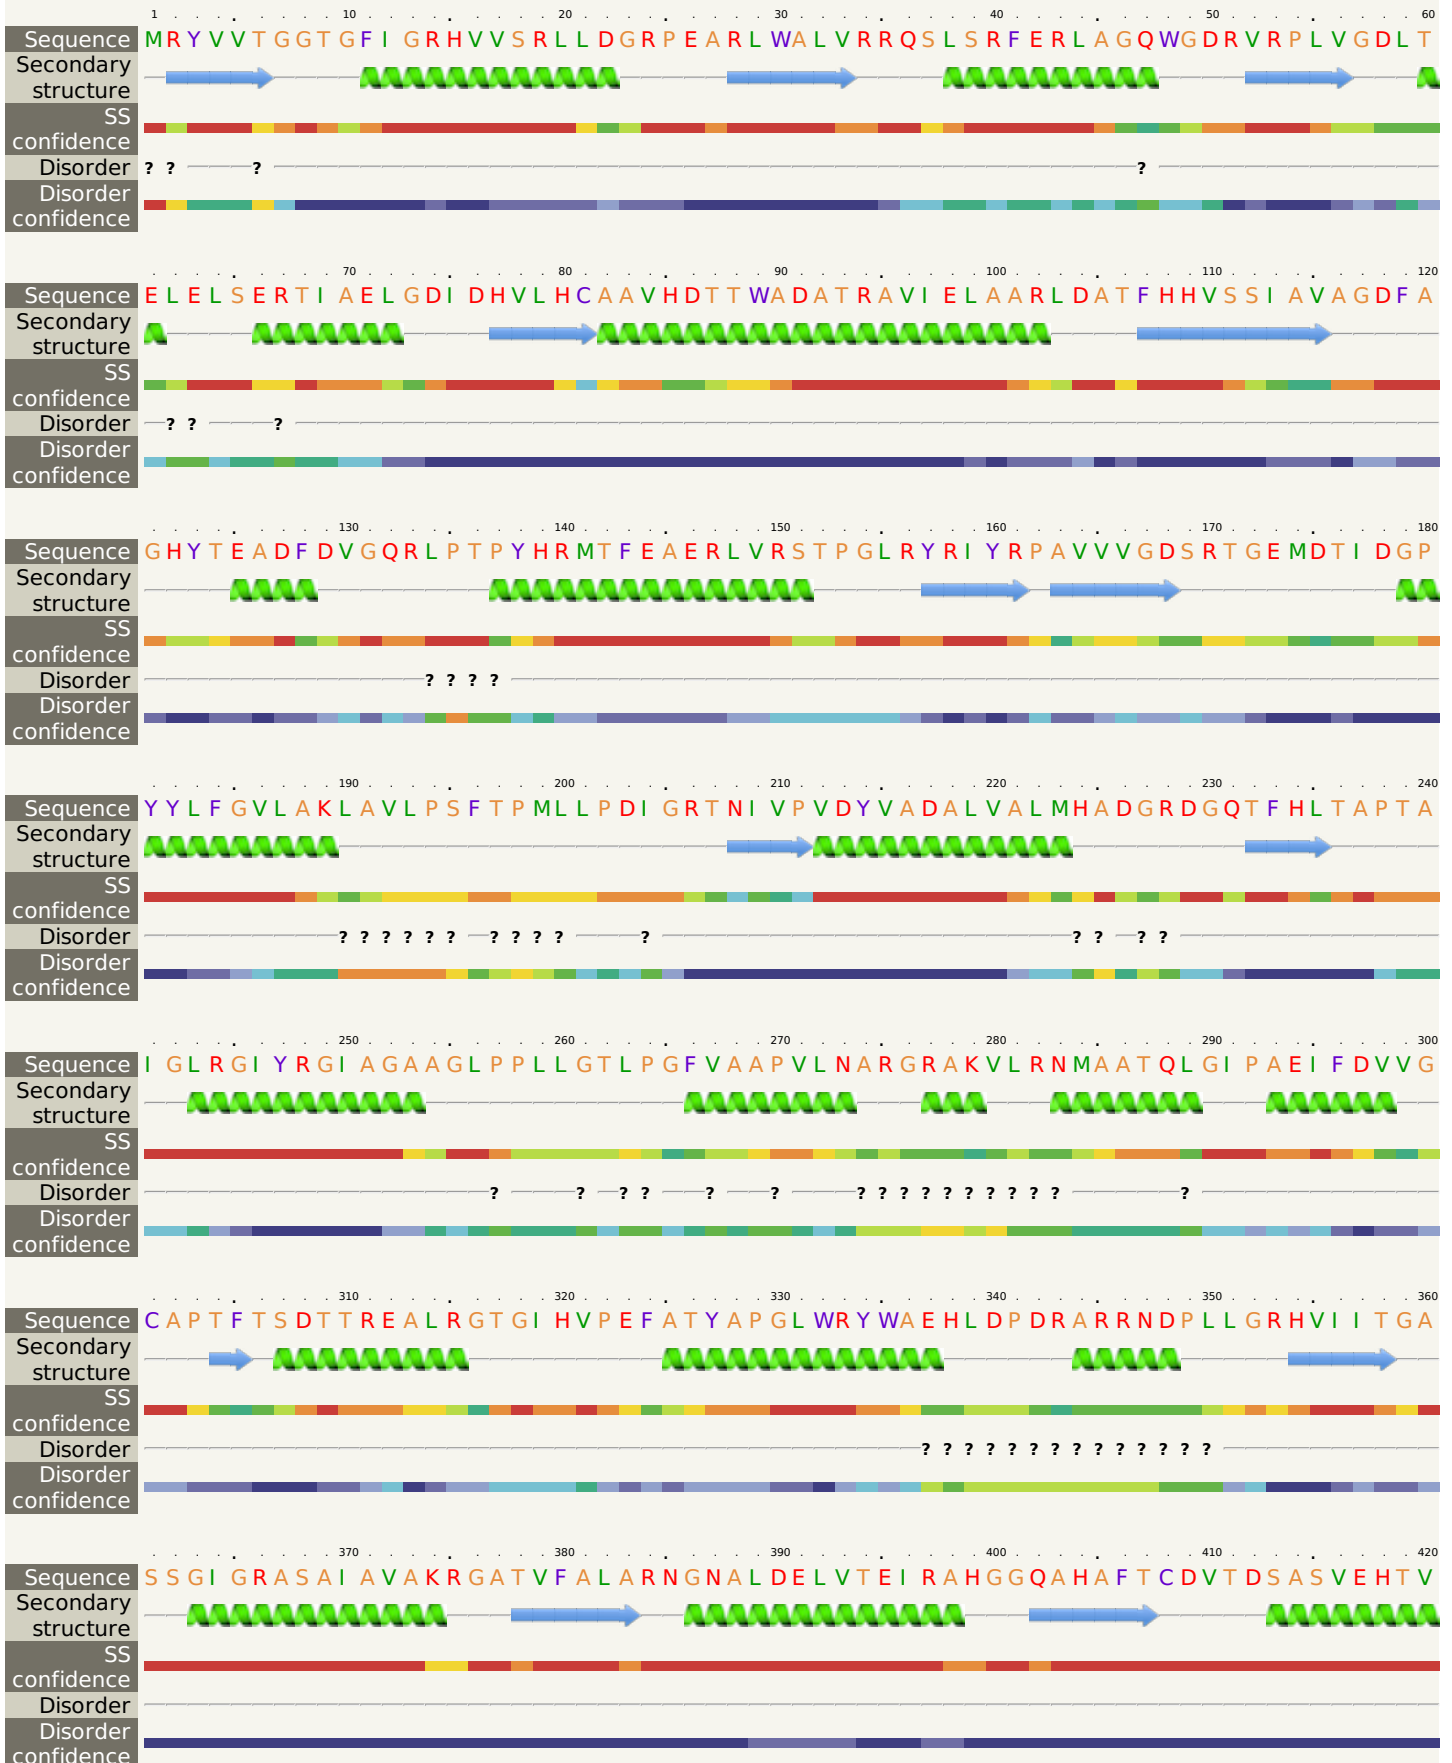 1 10 20 30 40 50 60
Sequence MRYVVTGGTGFIGRHVVSRLLDGRPEARLWALVRRQSLSRFERLAGQWGDRVRPLVGDLT
Secondary
structure
SS
confidence
Disorder ? ? ? ?
Disorder
confidence
70 80 90 100 110 120
Sequence ELELSERTIAELGDIDHVLHCAAVHDTTWADATRAVIELAARLDATFHHVSSIAVAGDFA
Secondary
structure
SS
confidence
Disorder ? ? ?
Disorder
confidence
130 140 150 160 170 180
Sequence GHYTEADFDVGQRLPTPYHRMTFEAERLVRSTPGLRYRIYRPAVVVGDSRTGEMDTIDGP
Secondary
structure
SS
confidence
Disorder ? ? ? ?
Disorder
confidence
190 200 210 220 230 240
Sequence YYLFGVLAKLAVLPSFTPMLLPDIGRTNIVPVDYVADALVALMHADGRDGQTFHLTAPTA
Secondary
structure
SS
confidence
Disorder ? ? ? ? ? ? ? ? ? ? ? ? ? ? ?
Disorder
confidence
250 260 270 280 290 300
Sequence IGLRGIYRGIAGAAGLPPLLGTLPGFVAAPVLNARGRAKVLRNMAATQLGIPAEIFDVVG
Secondary
structure
SS
confidence
Disorder ? ? ? ? ? ? ? ? ? ? ? ? ? ? ? ? ?
Disorder
confidence
310 320 330 340 350 360
Sequence CAPTFTSDTTREALRGTGIHVPEFATYAPGLWRYWAEHLDPDRARRNDPLLGRHVIITGA
Secondary
structure
SS
confidence
Disorder ? ? ? ? ? ? ? ? ? ? ? ? ? ?
Disorder
confidence
370 380 390 400 410 420
Sequence SSGIGRASAIAVAKRGATVFALARNGNALDELVTEIRAHGGQAHAFTCDVTDSASVEHTV
Secondary
structure
SS
confidence
Disorder
Disorder
confidence